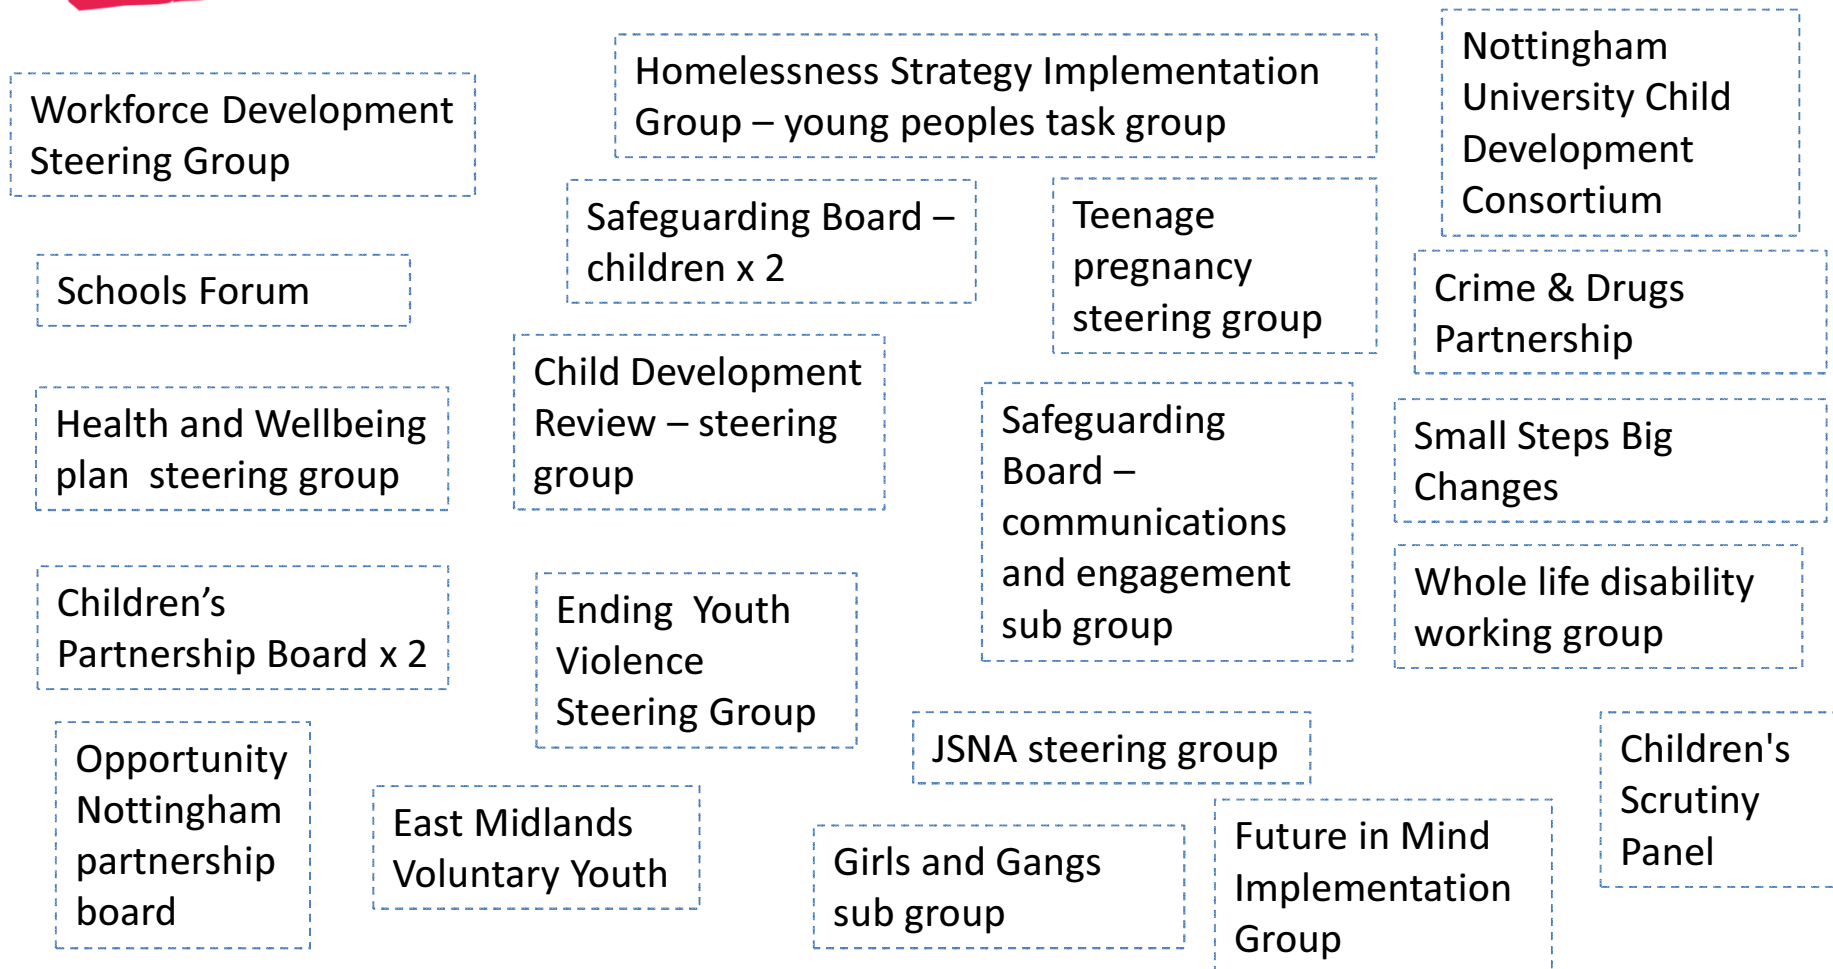 Workforce Development
Steering Group
Homelessness Strategy Implementation
Group – young peoples task group
Nottingham
University Child
Development
Consortium
Safeguarding Board –
children x 2
Teenage
pregnancy
steering group
Schools Forum
Crime & Drugs
Partnership
Child Development
Review – steering
group
Health and Wellbeing
plan  steering group
Safeguarding
Board –
communications
and engagement
sub group
Small Steps Big
Changes
Children’s
Partnership Board x 2
Ending  Youth
Violence
Steering Group
Whole life disability
working group
Opportunity
Nottingham
partnership
board
JSNA steering group
Children's
Scrutiny
Panel
East Midlands
Voluntary Youth
Girls and Gangs
sub group
Future in Mind
Implementation
Group